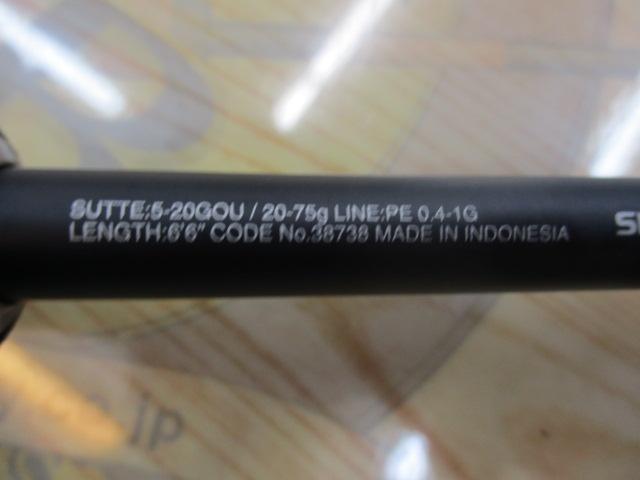 SUTTE:5-20GOU / 20-75g LINE:PE 0.4-1G
LENGTH:6'6" CODE No.38738 MADE IN INDONESIA
.jp